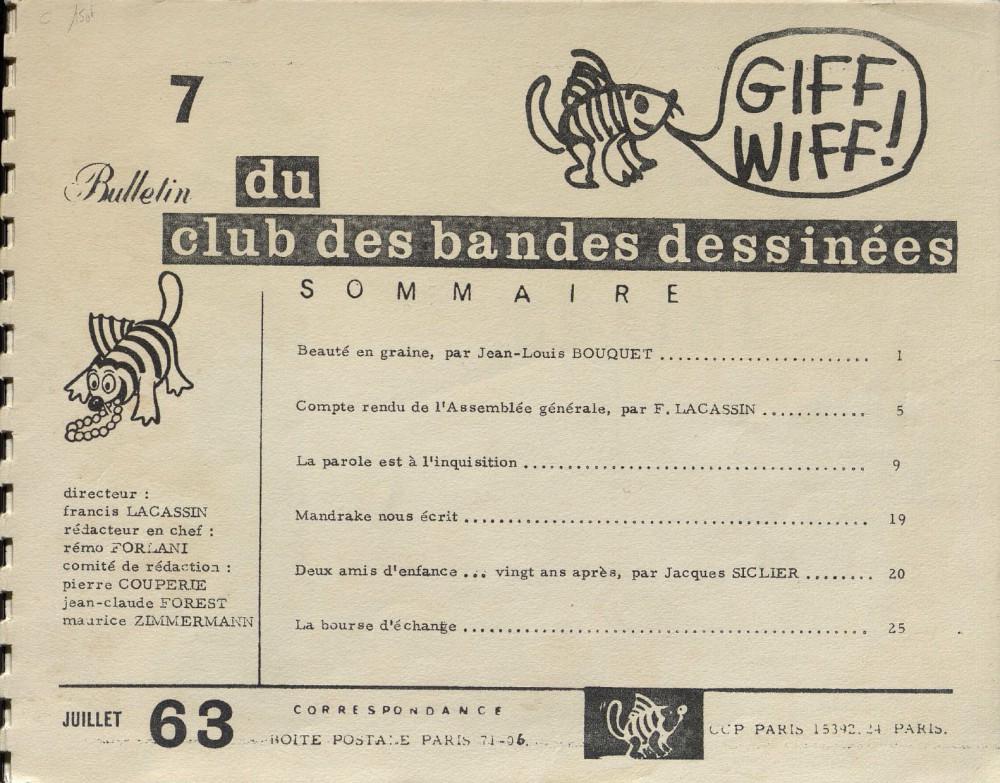 7
GIFF
WIFF!
Bulletin du
club des bandes dessinées
SOMMAIRE
Beauté en graine, par Jean-Louis BOUQUET ........................ 1
Compte rendu de l'Assemblée générale, par F. LACASSIN ............ 5
La parole est à l'inquisition ....................................... 9
Mandrake nous écrit .............................................. 19
Deux amis d'enfance ... vingt ans après, par Jacques SICLIER ........ 20
La bourse d'échange .............................................. 25
directeur :
francis LACASSIN
rédacteur en chef :
rémo FORLANI
comité de rédaction :
pierre COUPERIE
jean-claude FOREST
maurice ZIMMERMANN
JUILLET 63
CORRESPONDANCE
BOITE POSTALE PARIS 71-06.
CCP PARIS 15392.24 PARIS.